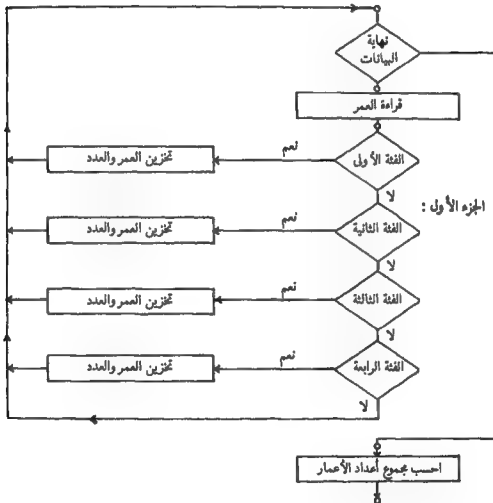 نهاية
البيانات
قراءة العمر
الفئة الأولى
نعم
تخزين العمر والعدد
لا
الجزء الأول :
الفئة الثانية
نعم
تخزين العمر والعدد
لا
الفئة الثالثة
نعم
تخزين العمر والعدد
لا
الفئة الرابعة
نعم
تخزين العمر والعدد
لا
احسب مجموع أعداد الأعمار